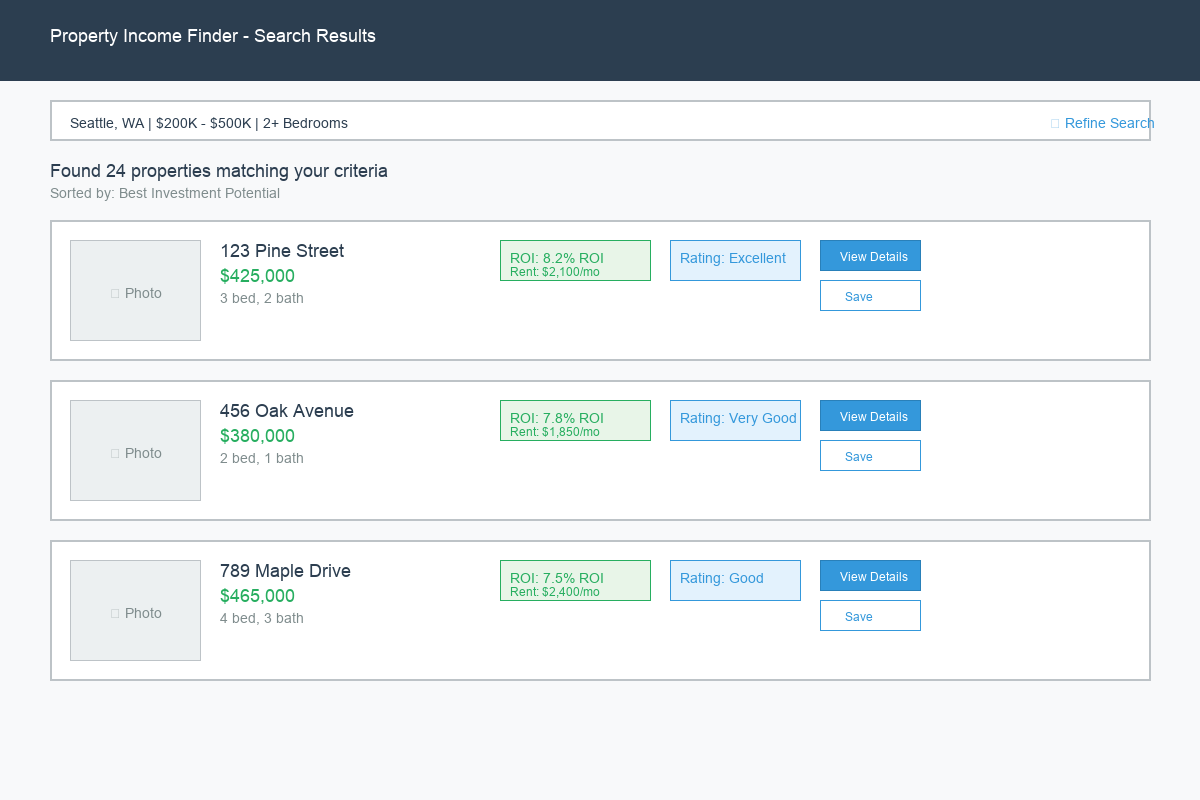 Property Income Finder - Search Results
Seattle, WA | $200K - $500K | 2+ Bedrooms
Refine Search
Found 24 properties matching your criteria
Sorted by: Best Investment Potential
Photo
123 Pine Street
$425,000
3 bed, 2 bath
ROI: 8.2% ROI
Rent: $2,100/mo
Rating: Excellent
View Details
Save
Photo
456 Oak Avenue
$380,000
2 bed, 1 bath
ROI: 7.8% ROI
Rent: $1,850/mo
Rating: Very Good
View Details
Save
Photo
789 Maple Drive
$465,000
4 bed, 3 bath
ROI: 7.5% ROI
Rent: $2,400/mo
Rating: Good
View Details
Save